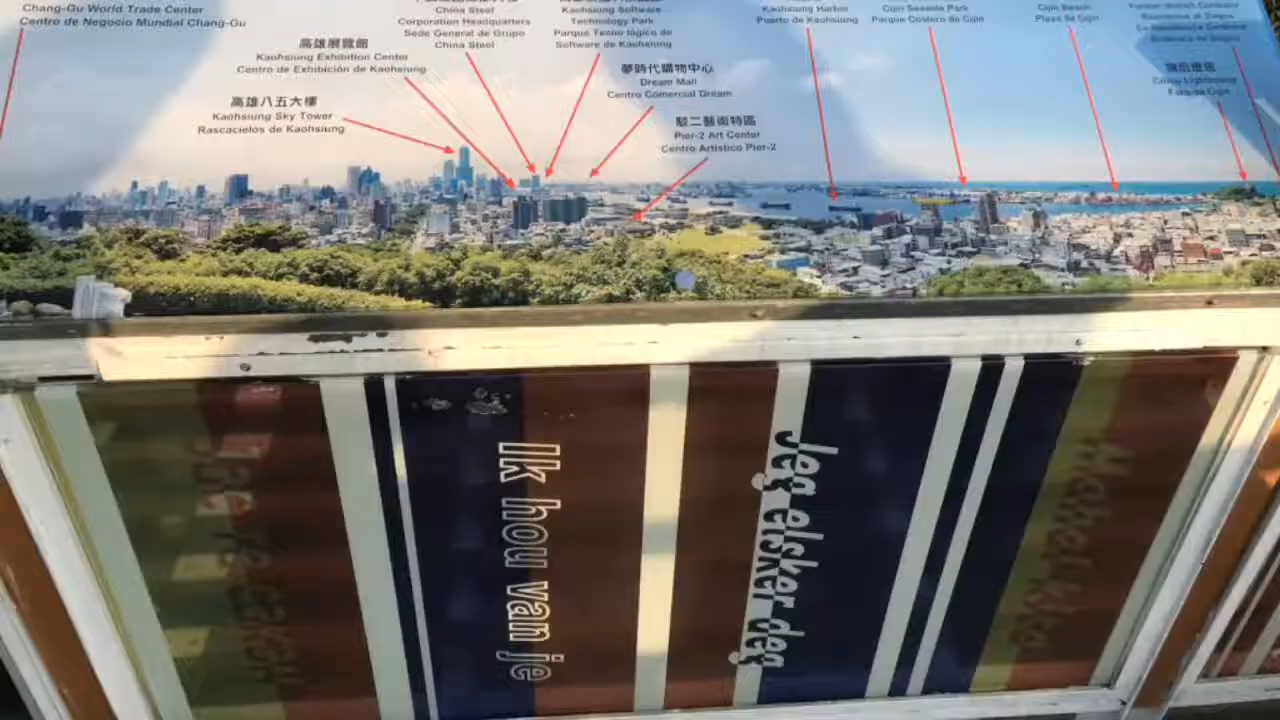 Chang-Gu World Trade Center
Centro de Negocio Mundial Chang-Gu
China Steel
Corporation Headquarters
Sede General de Grupo
China Steel
Kaohsiung Software
Technology Park
Parque Tecnológico de
Software de Kaohsiung
Kaohsiung Harbor
Puerto de Kaohsiung
Cijin Seaside Park
Parque Costero de Cijin
Cijin Beach
Playa de Cijin
高雄展覽館
Kaohsiung Exhibition Center
Centro de Exhibición de Kaohsiung
夢時代購物中心
Dream Mall
Centro Comercial Dream
旗后燈塔
Cijin Lighthouse
Faro de Cijin
高雄八五大樓
Kaohsiung Sky Tower
Rascacielos de Kaohsiung
駁二藝術特區
Pier-2 Art Center
Centro Artístico Pier-2
Ik hou van je
Jeg elsker deg